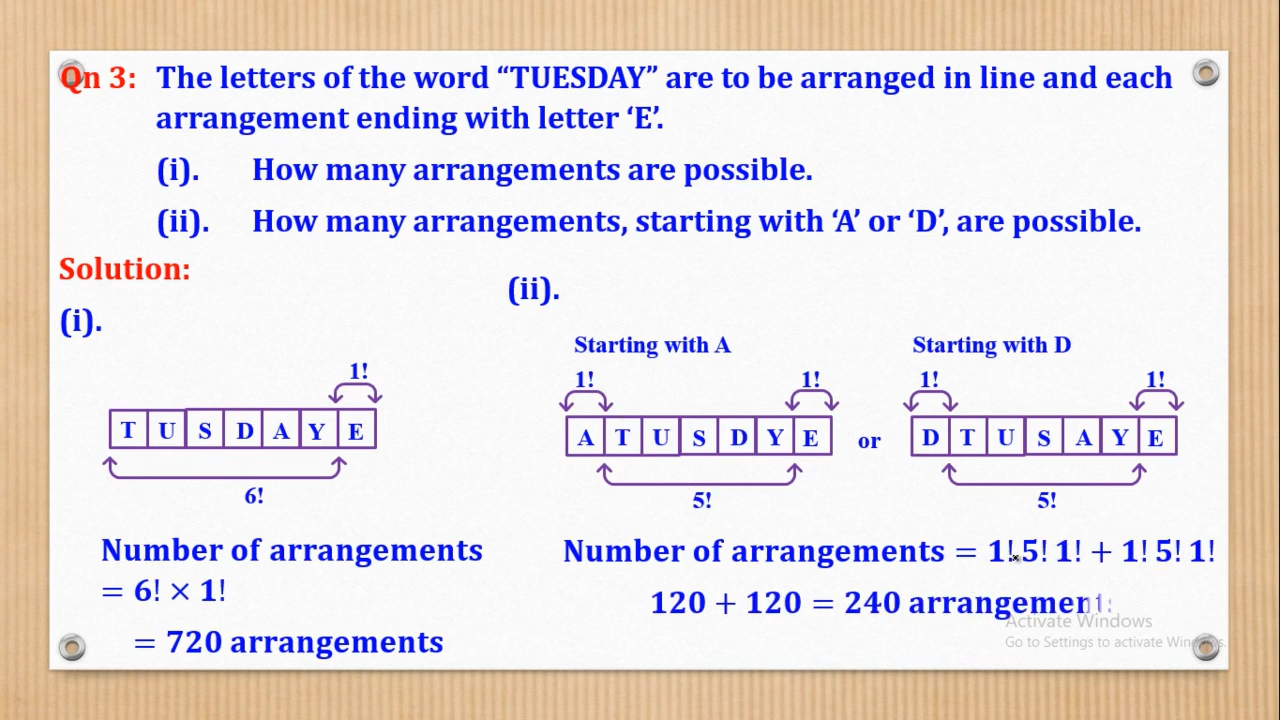 Qn 3: The letters of the word “TUESDAY” are to be arranged in line and each
arrangement ending with letter ‘E’.
(i). How many arrangements are possible.
(ii). How many arrangements, starting with ‘A’ or ‘D’, are possible.
Solution:
(i).
1!
T U S D A Y E
6!
Number of arrangements
= 6! × 1!
= 720 arrangements
(ii).
Starting with A
1! 1!
A T U S D Y E
5!
or
Starting with D
1! 1!
D T U S A Y E
5!
Number of arrangements = 1! 5! 1! + 1! 5! 1!
120 + 120 = 240 arrangements
Activate Windows
Go to Settings to activate Windows.